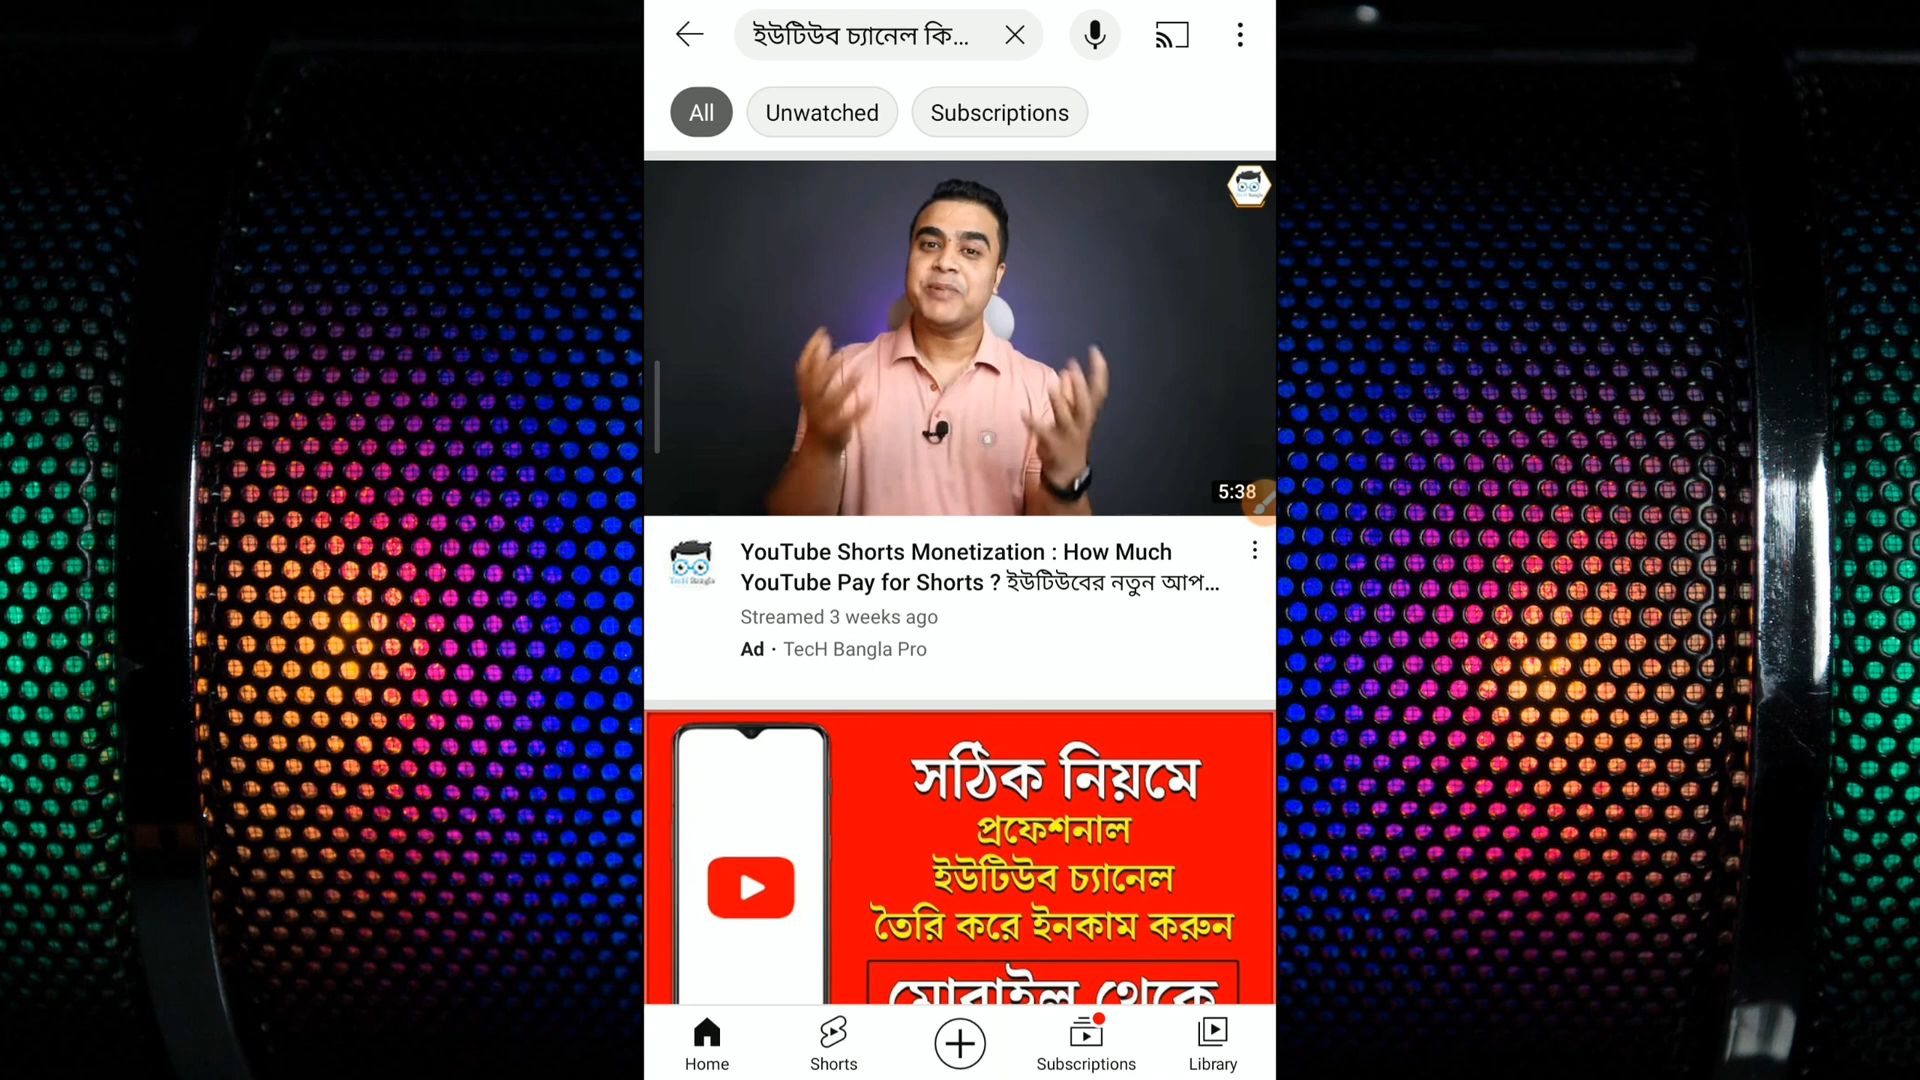 ইউটিউব চ্যানেল কি...
All
Unwatched
Subscriptions
5:38
YouTube Shorts Monetization : How Much
YouTube Pay for Shorts ? ইউটিউবের নতুন আপ...
Streamed 3 weeks ago
Ad · TecH Bangla Pro
সঠিক নিয়মে
প্রফেশনাল
ইউটিউব চ্যানেল
তৈরি করে ইনকাম করুন
মোবাইল থেকে
Home
Shorts
Subscriptions
Library